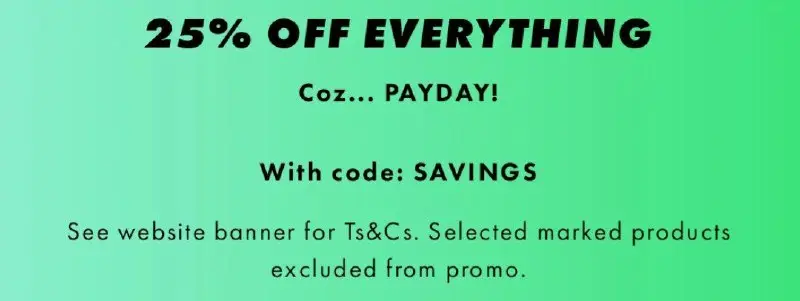 25% OFF EVERYTHING
Coz... PAYDAY!
With code: SAVINGS
See website banner for Ts&Cs. Selected marked products
excluded from promo.